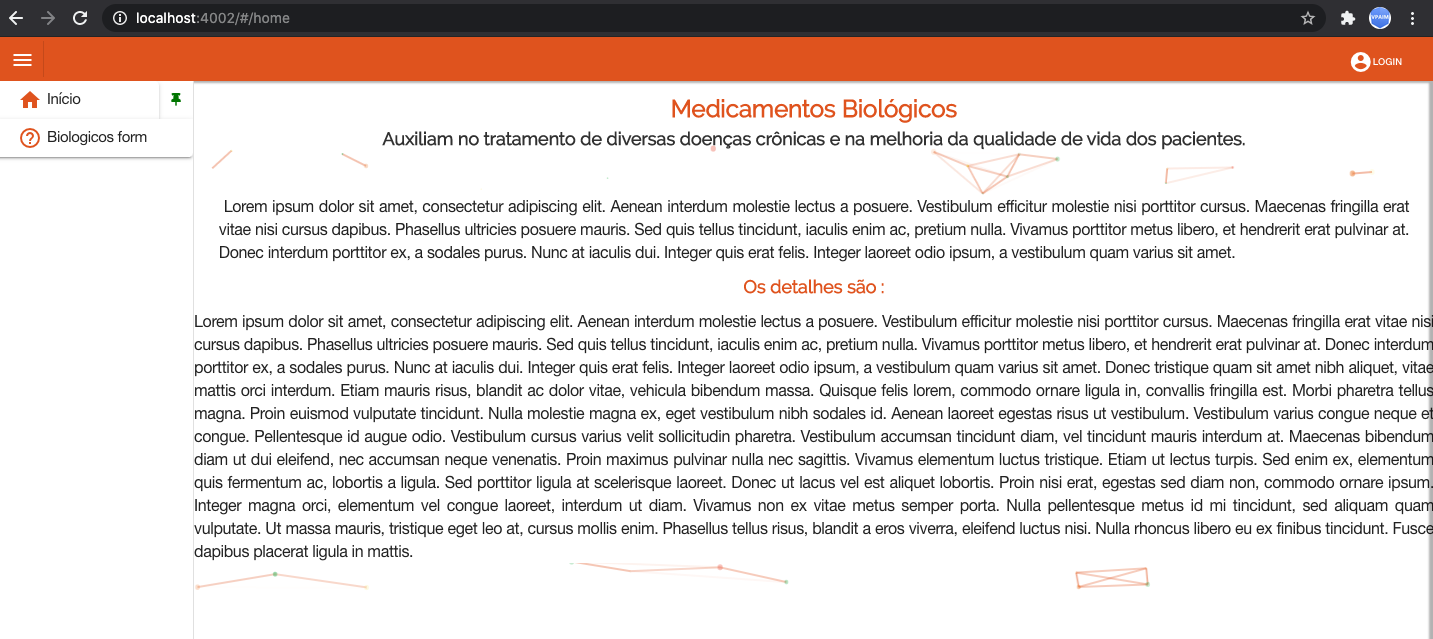 localhost:4002/#/home
VPARM
LOGIN
Início
Biologicos form
Medicamentos Biológicos
Auxiliam no tratamento de diversas doenças crônicas e na melhoria da qualidade de vida dos pacientes.
Lorem ipsum dolor sit amet, consectetur adipiscing elit. Aenean interdum molestie lectus a posuere. Vestibulum efficitur molestie nisi porttitor cursus. Maecenas fringilla erat
vitae nisi cursus dapibus. Phasellus ultricies posuere mauris. Sed quis tellus tincidunt, iaculis enim ac, pretium nulla. Vivamus porttitor metus libero, et hendrerit erat pulvinar at.
Donec interdum porttitor ex, a sodales purus. Nunc at iaculis dui. Integer quis erat felis. Integer laoreet odio ipsum, a vestibulum quam varius sit amet.
Os detalhes são :
Lorem ipsum dolor sit amet, consectetur adipiscing elit. Aenean interdum molestie lectus a posuere. Vestibulum efficitur molestie nisi porttitor cursus. Maecenas fringilla erat vitae nisi
cursus dapibus. Phasellus ultricies posuere mauris. Sed quis tellus tincidunt, iaculis enim ac, pretium nulla. Vivamus porttitor metus libero, et hendrerit erat pulvinar at. Donec interdum
porttitor ex, a sodales purus. Nunc at iaculis dui. Integer quis erat felis. Integer laoreet odio ipsum, a vestibulum quam varius sit amet. Donec tristique quam sit amet nibh aliquet, vitae
mattis orci interdum. Etiam mauris risus, blandit ac dolor vitae, vehicula bibendum massa. Quisque felis lorem, commodo ornare ligula in, convallis fringilla est. Morbi pharetra tellus
magna. Proin euismod vulputate tincidunt. Nulla molestie magna ex, eget vestibulum nibh sodales id. Aenean laoreet egestas risus ut vestibulum. Vestibulum varius congue neque et
congue. Pellentesque id augue odio. Vestibulum cursus varius velit sollicitudin pharetra. Vestibulum accumsan tincidunt diam, vel tincidunt mauris interdum at. Maecenas bibendum
diam ut dui eleifend, nec accumsan neque venenatis. Proin maximus pulvinar nulla nec sagittis. Vivamus elementum luctus tristique. Etiam ut lectus turpis. Sed enim ex, elementum
quis fermentum ac, lobortis a ligula. Sed porttitor ligula at scelerisque laoreet. Donec ut lacus vel est aliquet lobortis. Proin nisi erat, egestas sed diam non, commodo ornare ipsum.
Integer magna orci, elementum vel congue laoreet, interdum ut diam. Vivamus non ex vitae metus semper porta. Nulla pellentesque metus id mi tincidunt, sed aliquam quam
vulputate. Ut massa mauris, tristique eget leo at, cursus mollis enim. Phasellus tellus risus, blandit a eros viverra, eleifend luctus nisi. Nulla rhoncus libero eu ex finibus tincidunt. Fusce
dapibus placerat ligula in mattis.